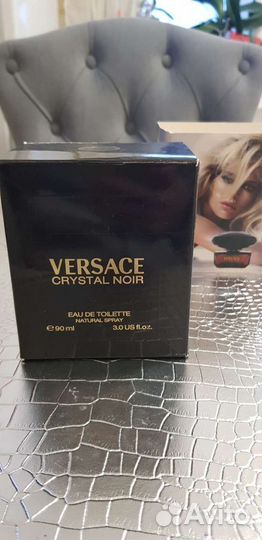 VERSACE
CRYSTAL NOIR
EAU DE TOILETTE
NATURAL SPRAY
℮ 90 ml 3.0 US fl.oz.
Avito